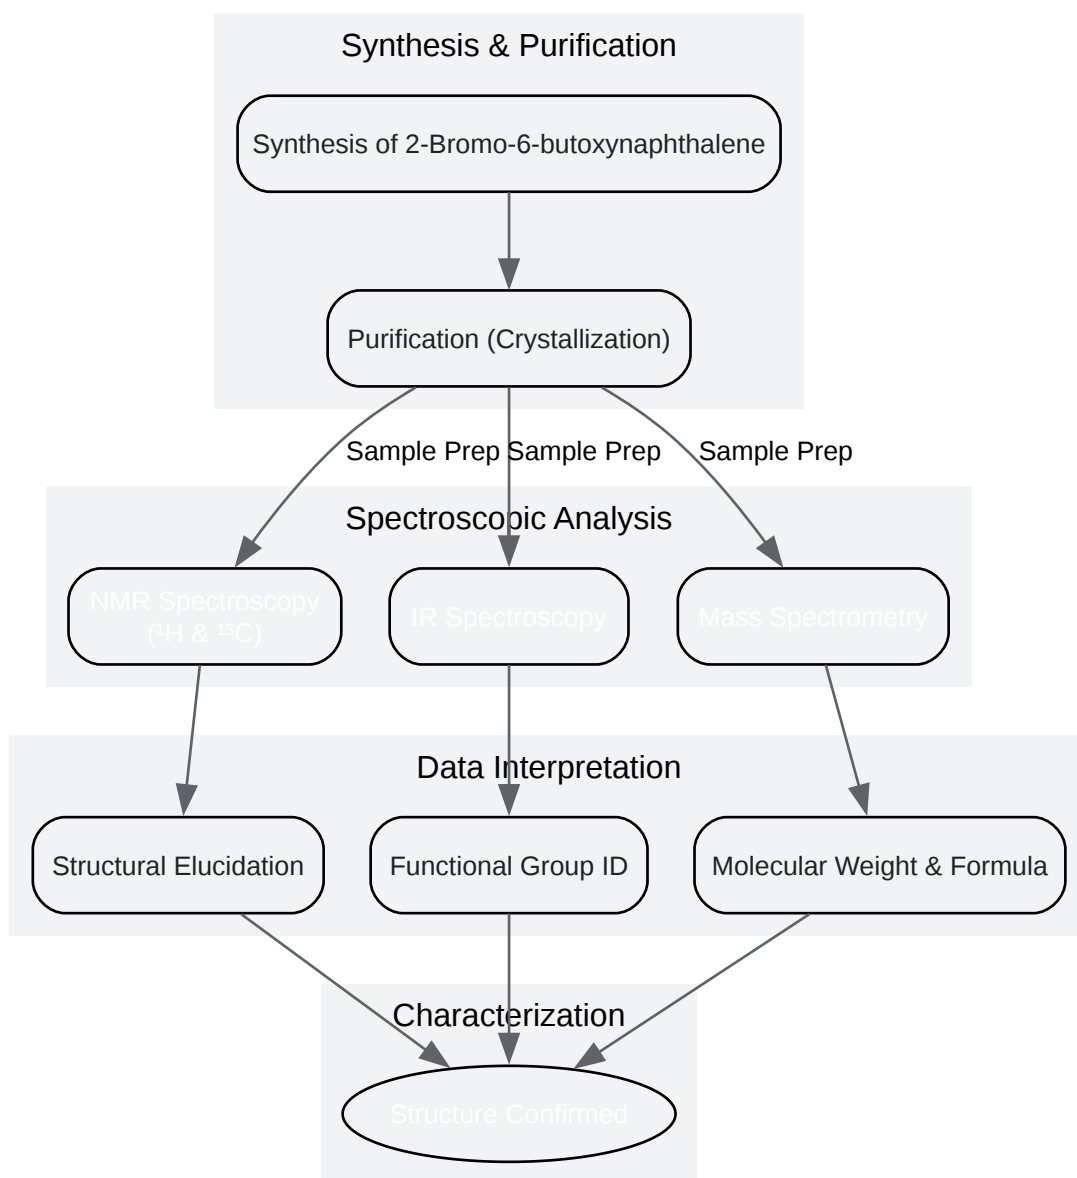 Synthesis & Purification
Synthesis of 2-Bromo-6-butoxynaphthalene
Purification (Crystallization)
Sample Prep
Sample Prep
Sample Prep
Spectroscopic Analysis
NMR Spectroscopy
(¹H & ¹³C)
IR Spectroscopy
Mass Spectrometry
Data Interpretation
Structural Elucidation
Functional Group ID
Molecular Weight & Formula
Characterization
Structure Confirmed